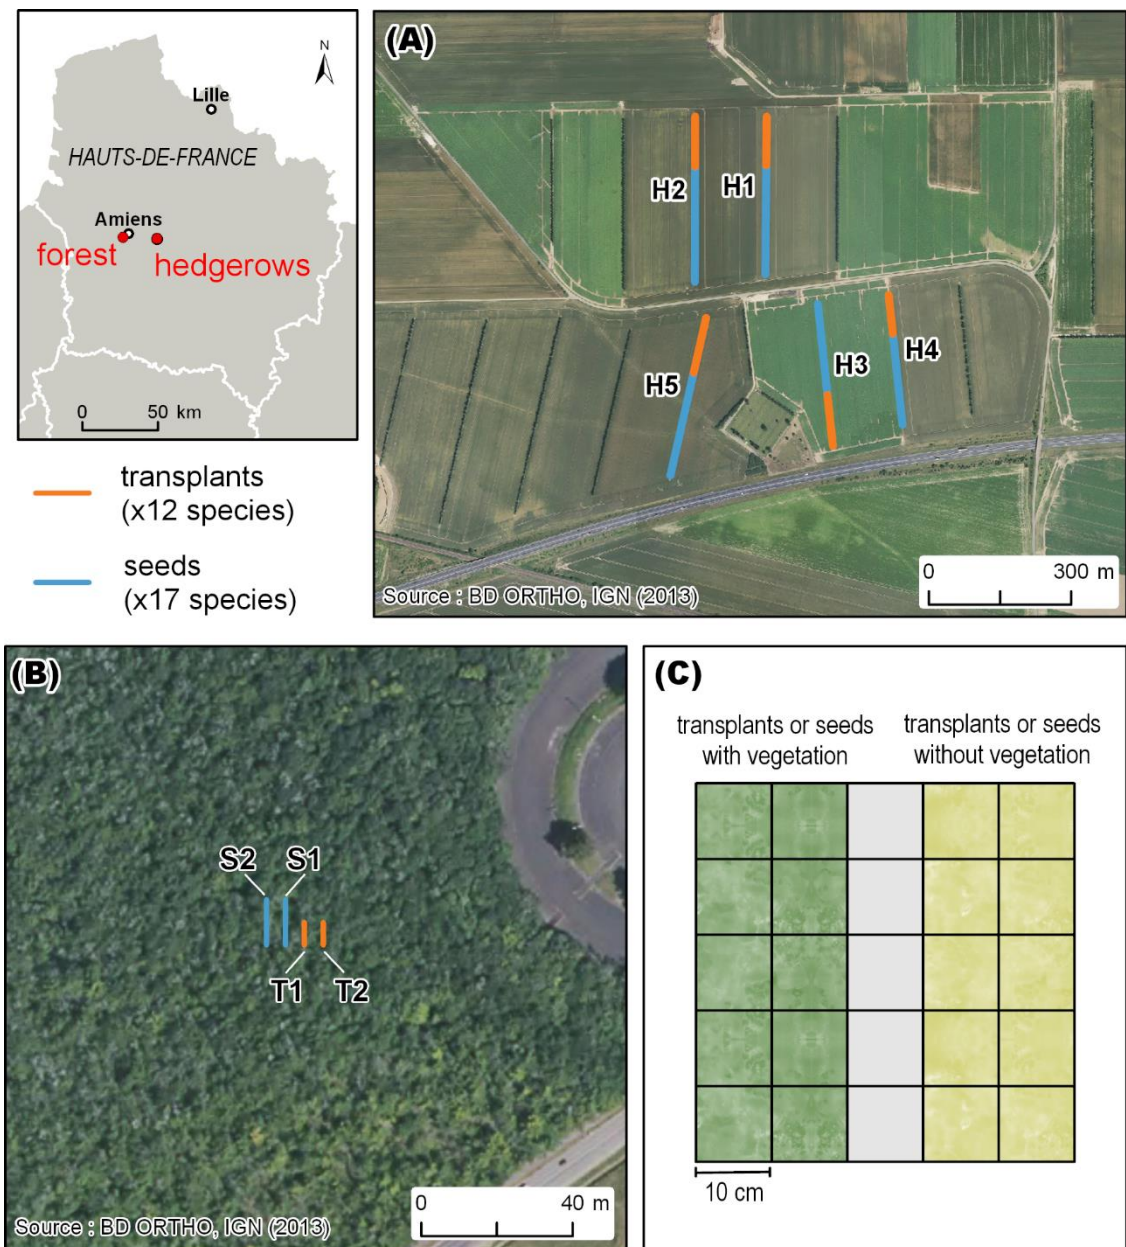 N
Lille
HAUTS-DE-FRANCE
Amiens
forest
hedgerows
0 50 km
transplants
(x12 species)
seeds
(x17 species)
(A)
H2
H1
H3
H4
H5
0 300 m
Source : BD ORTHO, IGN (2013)
(B)
S2 S1
T1 T2
0 40 m
Source : BD ORTHO, IGN (2013)
(C)
transplants or seeds
with vegetation
transplants or seeds
without vegetation
10 cm